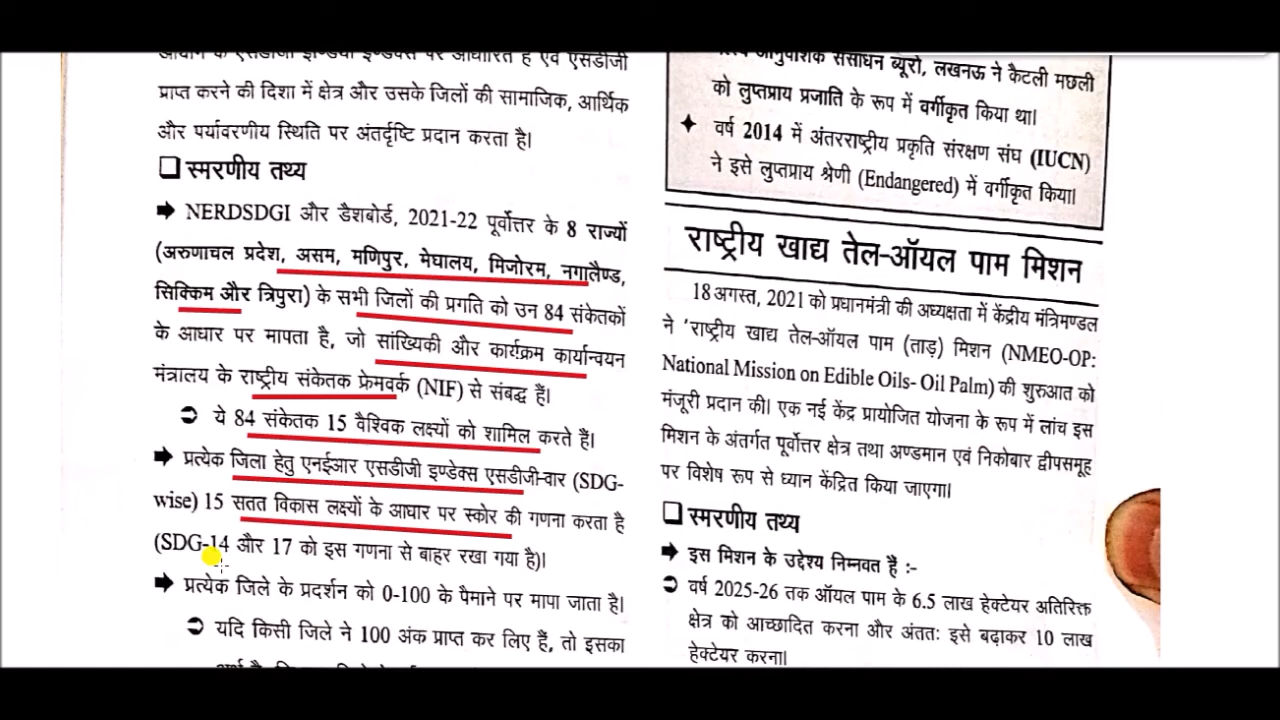 प्राप्त करने की दिशा में क्षेत्र और उसके जिलों की सामाजिक, आर्थिक
और पर्यावरणीय स्थिति पर अंतर्दृष्टि प्रदान करता है।
❑ स्मरणीय तथ्य
➡ NERDSDGI और डैशबोर्ड, 2021-22 पूर्वोत्तर के 8 राज्यों
(अरुणाचल प्रदेश, असम, मणिपुर, मेघालय, मिजोरम, नगालैण्ड,
सिक्किम और त्रिपुरा) के सभी जिलों की प्रगति को उन 84 संकेतकों
के आधार पर मापता है, जो सांख्यिकी और कार्यक्रम कार्यान्वयन
मंत्रालय के राष्ट्रीय संकेतक फ्रेमवर्क (NIF) से संबद्ध हैं।
➲ ये 84 संकेतक 15 वैश्विक लक्ष्यों को शामिल करते हैं।
➡ प्रत्येक जिला हेतु एनईआर एसडीजी इण्डेक्स एसडीजी-वार (SDG-
wise) 15 सतत विकास लक्ष्यों के आधार पर स्कोर की गणना करता है
(SDG-14 और 17 को इस गणना से बाहर रखा गया है)।
➡ प्रत्येक जिले के प्रदर्शन को 0-100 के पैमाने पर मापा जाता है।
➲ यदि किसी जिले ने 100 अंक प्राप्त कर लिए हैं, तो इसका
आनुवांशिक संसाधन ब्यूरो, लखनऊ ने कैटली मछली
को लुप्तप्राय प्रजाति के रूप में वर्गीकृत किया था।
✦ वर्ष 2014 में अंतरराष्ट्रीय प्रकृति संरक्षण संघ (IUCN)
ने इसे लुप्तप्राय श्रेणी (Endangered) में वर्गीकृत किया।
राष्ट्रीय खाद्य तेल-ऑयल पाम मिशन
18 अगस्त, 2021 को प्रधानमंत्री की अध्यक्षता में केंद्रीय मंत्रिमण्डल
ने 'राष्ट्रीय खाद्य तेल-ऑयल पाम (ताड़) मिशन (NMEO-OP:
National Mission on Edible Oils- Oil Palm) की शुरुआत को
मंजूरी प्रदान की। एक नई केंद्र प्रायोजित योजना के रूप में लांच इस
मिशन के अंतर्गत पूर्वोत्तर क्षेत्र तथा अण्डमान एवं निकोबार द्वीपसमूह
पर विशेष रूप से ध्यान केंद्रित किया जाएगा।
❑ स्मरणीय तथ्य
➡ इस मिशन के उद्देश्य निम्नवत हैं :-
➲ वर्ष 2025-26 तक ऑयल पाम के 6.5 लाख हेक्टेयर अतिरिक्त
क्षेत्र को आच्छादित करना और अंततः इसे बढ़ाकर 10 लाख
हेक्टेयर करना।